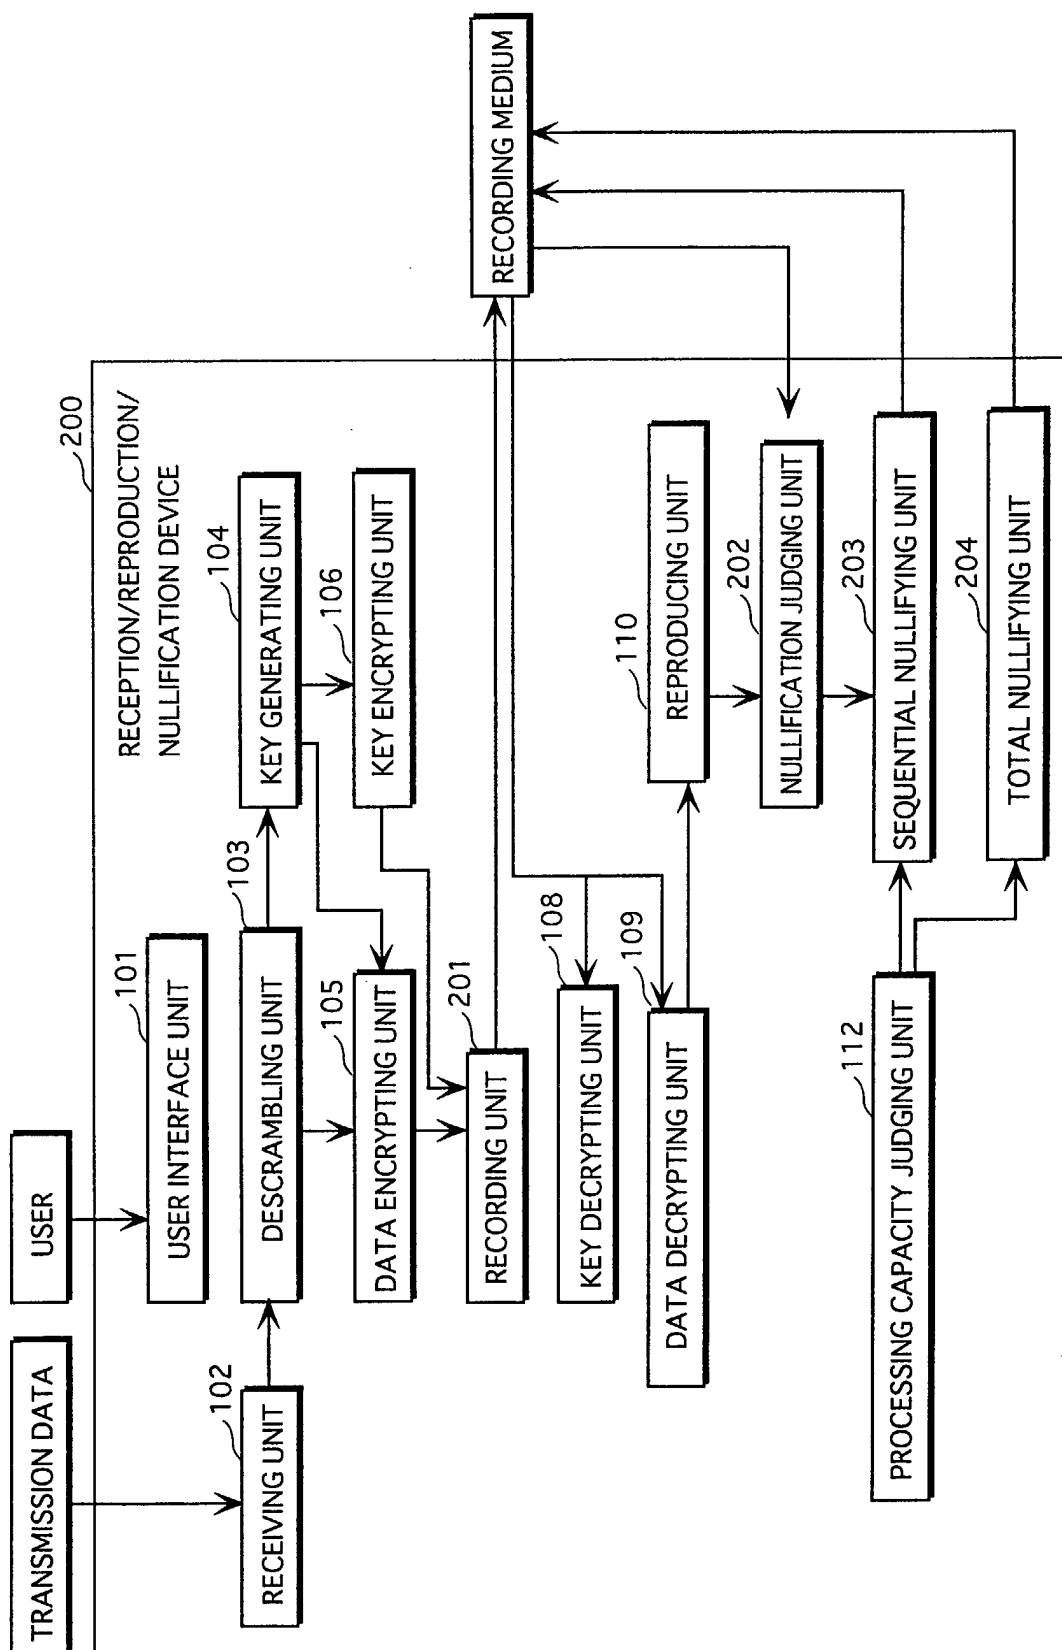 TRANSMISSION DATA
USER
200
RECEPTION/REPRODUCTION/
NULLIFICATION DEVICE
101
USER INTERFACE UNIT
102
RECEIVING UNIT
103
DESCRAMBLING UNIT
104
KEY GENERATING UNIT
105
DATA ENCRYPTING UNIT
106
KEY ENCRYPTING UNIT
201
RECORDING UNIT
RECORDING MEDIUM
108
KEY DECRYPTING UNIT
109
DATA DECRYPTING UNIT
110
REPRODUCING UNIT
202
NULLIFICATION JUDGING UNIT
112
PROCESSING CAPACITY JUDGING UNIT
203
SEQUENTIAL NULLIFYING UNIT
204
TOTAL NULLIFYING UNIT